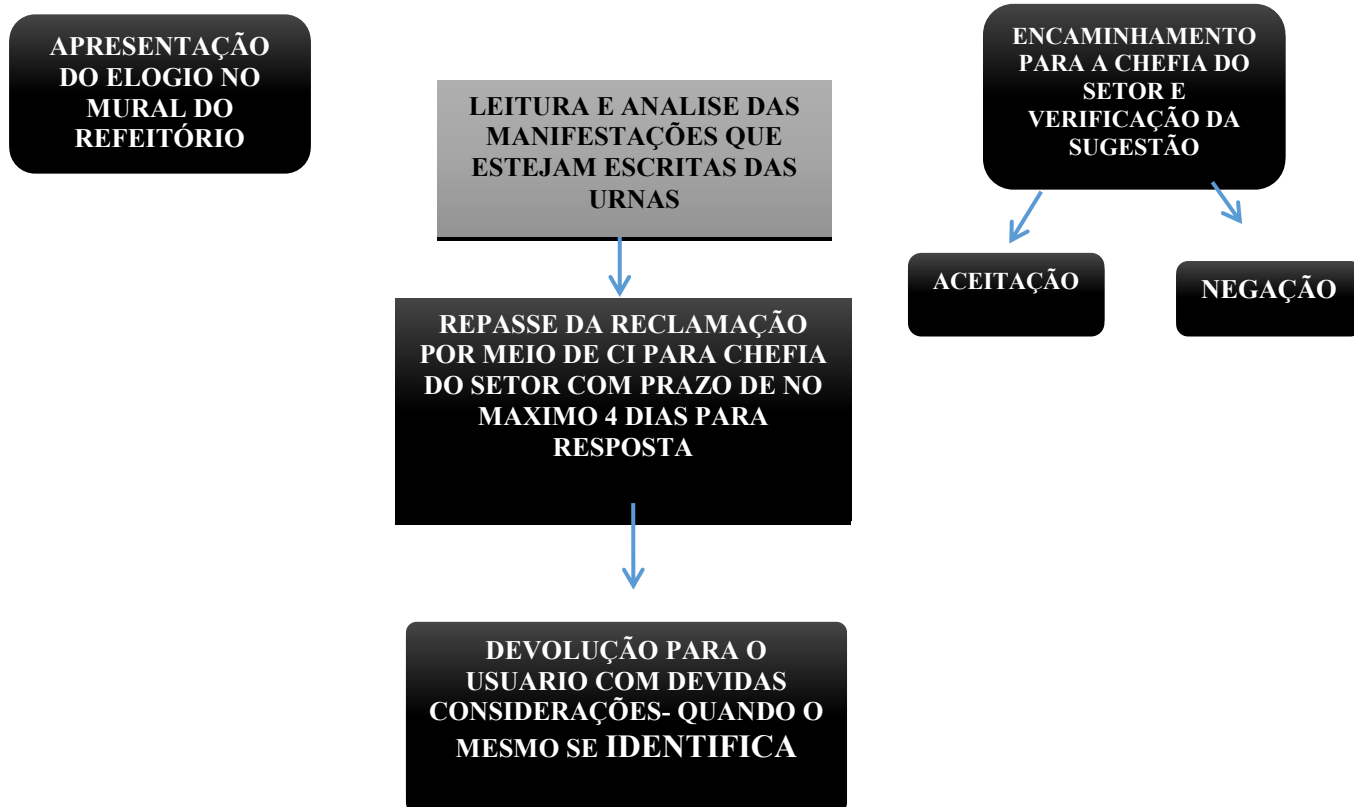 APRESENTAÇÃO
DO ELOGIO NO
MURAL DO
REFEITÓRIO
LEITURA E ANALISE DAS
MANIFESTAÇÕES QUE
ESTEJAM ESCRITAS DAS
URNAS
REPASSE DA RECLAMAÇÃO
POR MEIO DE CI PARA CHEFIA
DO SETOR COM PRAZO DE NO
MAXIMO 4 DIAS PARA
RESPOSTA
DEVOLUÇÃO PARA O
USUARIO COM DEVIDAS
CONSIDERAÇÕES- QUANDO O
MESMO SE IDENTIFICA
ENCAMINHAMENTO
PARA A CHEFIA DO
SETOR E
VERIFICAÇÃO DA
SUGESTÃO
ACEITAÇÃO
NEGAÇÃO